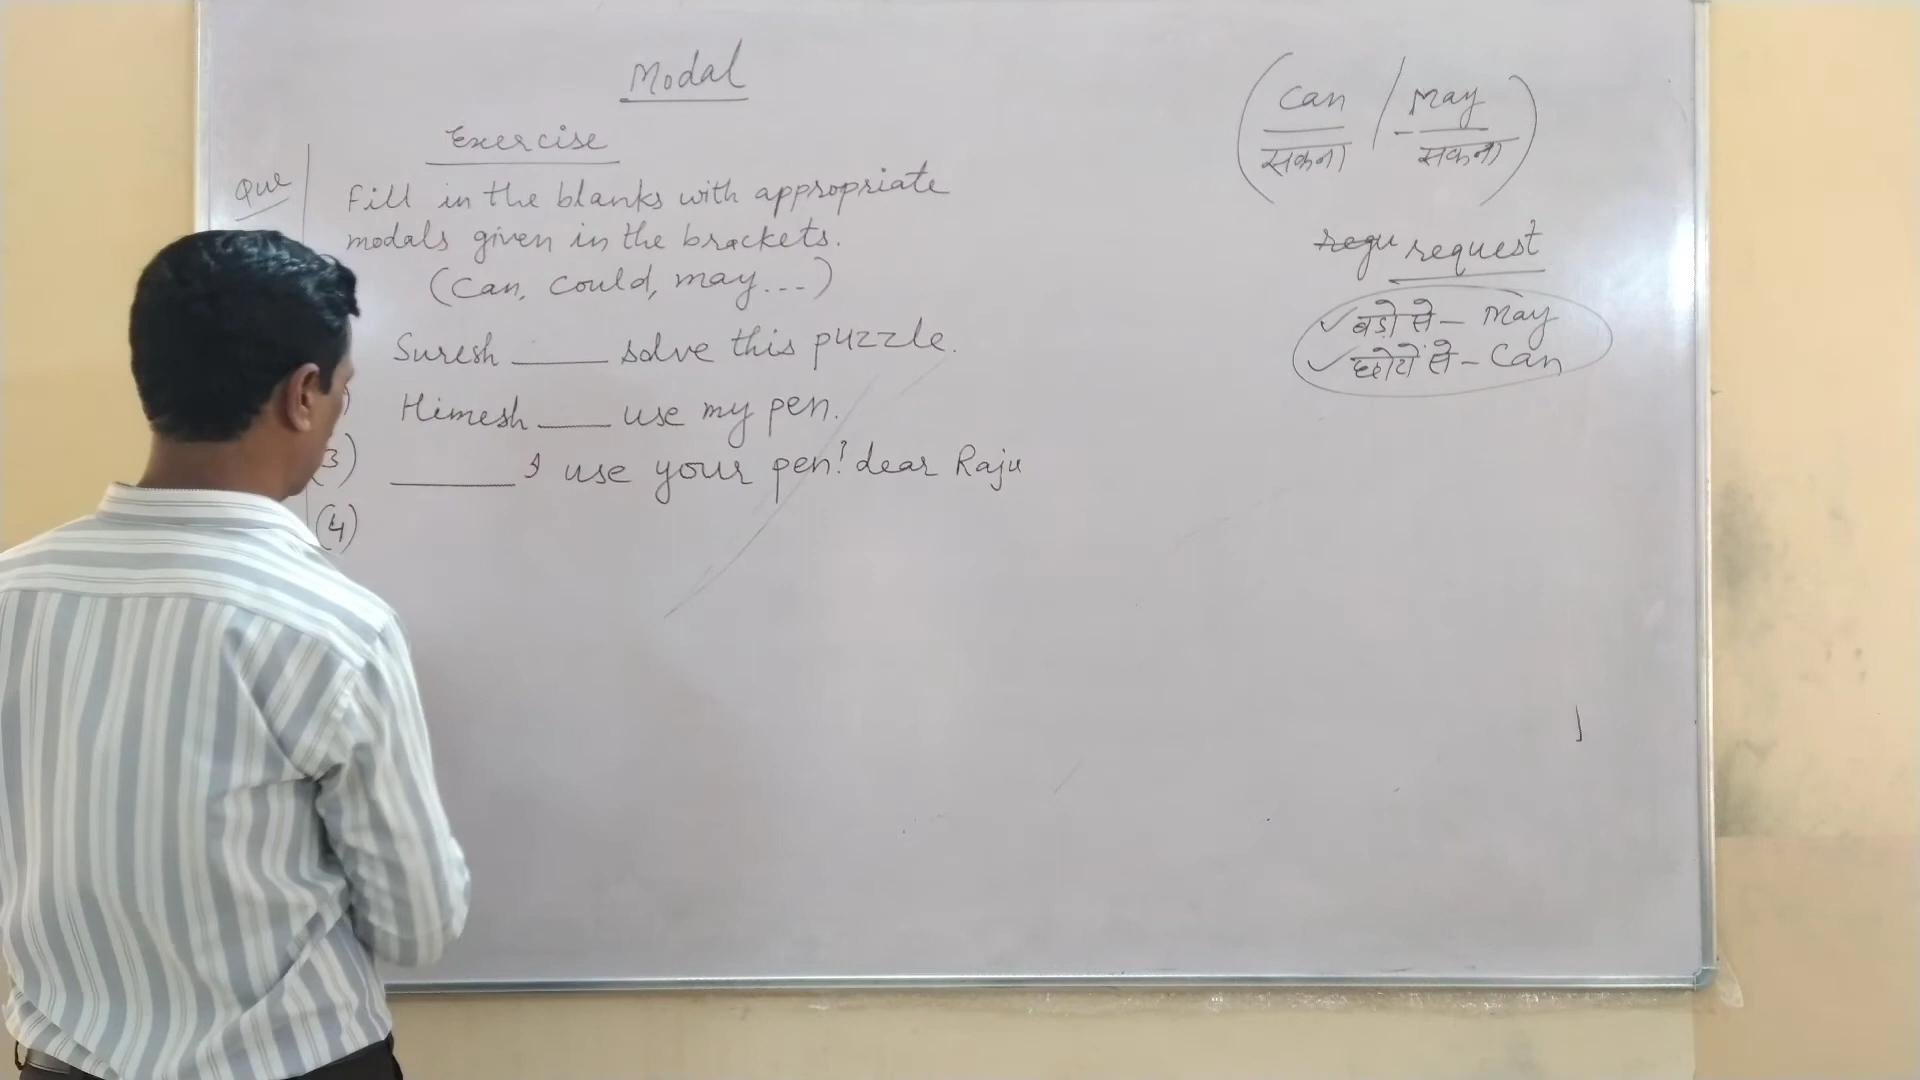 Modal
Exercise
Que
Fill in the blanks with appropriate
modals given in the brackets.
(Can, Could, may...)
Suresh ____ solve this puzzle.
) Himesh ____ use my pen.
3) ____ I use your pen? dear Raju
(4)
(Can / May)
सकना - सकना
requ request
✓ बड़ो से - May
✓ छोटों से - Can